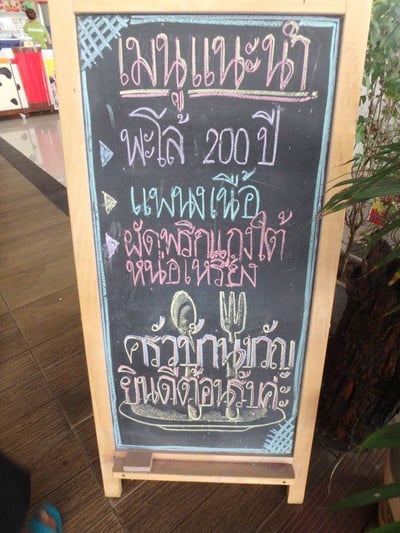 เมนูแนะนำ
พะโล้ 200 ปี
แพนงเนื้อ
ผัดพริกแกงใต้
หน่อเหรียง
ครัวบ้านขวัญ
ยินดีต้อนรับค่ะ